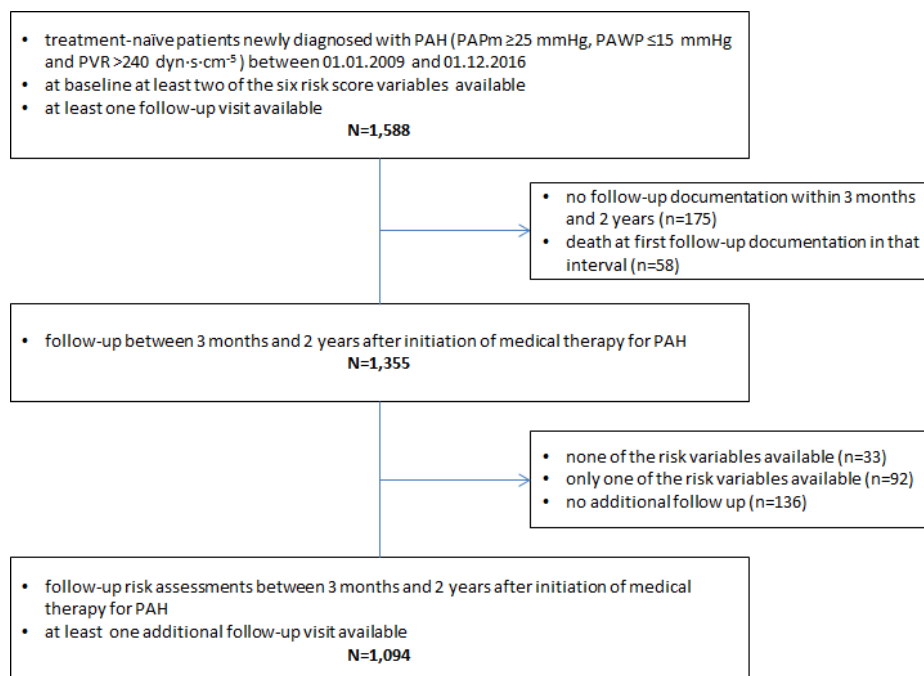 • treatment-naïve patients newly diagnosed with PAH (PAPm ≥25 mmHg, PAWP ≤15 mmHg
and PVR >240 dyn·s·cm⁻⁵ ) between 01.01.2009 and 01.12.2016
• at baseline at least two of the six risk score variables available
• at least one follow-up visit available
N=1,588
• no follow-up documentation within 3 months
and 2 years (n=175)
• death at first follow-up documentation in that
interval (n=58)
• follow-up between 3 months and 2 years after initiation of medical therapy for PAH
N=1,355
• none of the risk variables available (n=33)
• only one of the risk variables available (n=92)
• no additional follow up (n=136)
• follow-up risk assessments between 3 months and 2 years after initiation of medical
therapy for PAH
• at least one additional follow-up visit available
N=1,094